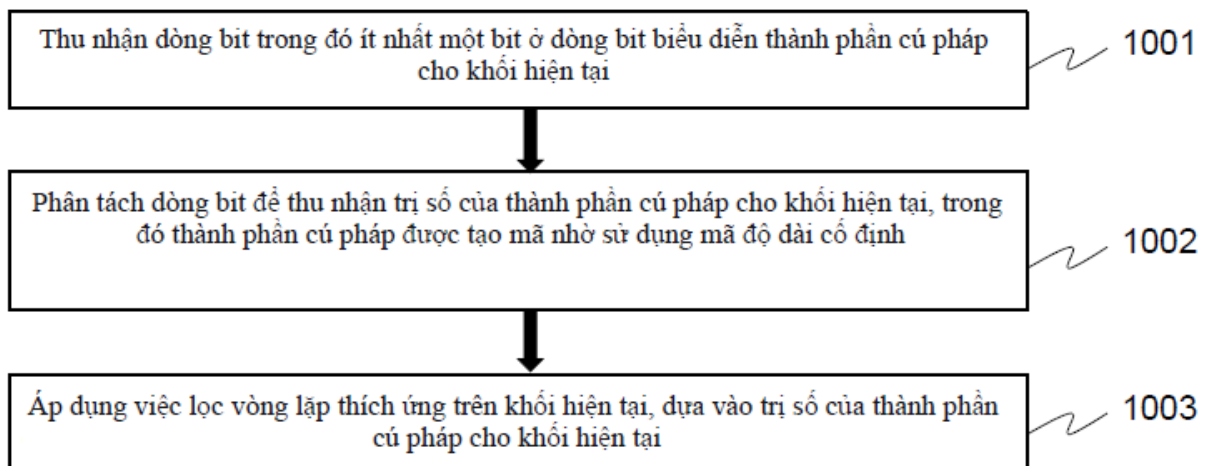 Thu nhận dòng bit trong đó ít nhất một bit ở dòng bit biểu diễn thành phần cú pháp
cho khối hiện tại
1001
Phân tách dòng bit để thu nhận trị số của thành phần cú pháp cho khối hiện tại, trong
đó thành phần cú pháp được tạo mã nhờ sử dụng mã độ dài cố định
1002
Áp dụng việc lọc vòng lặp thích ứng trên khối hiện tại, dựa vào trị số của thành phần
cú pháp cho khối hiện tại
1003